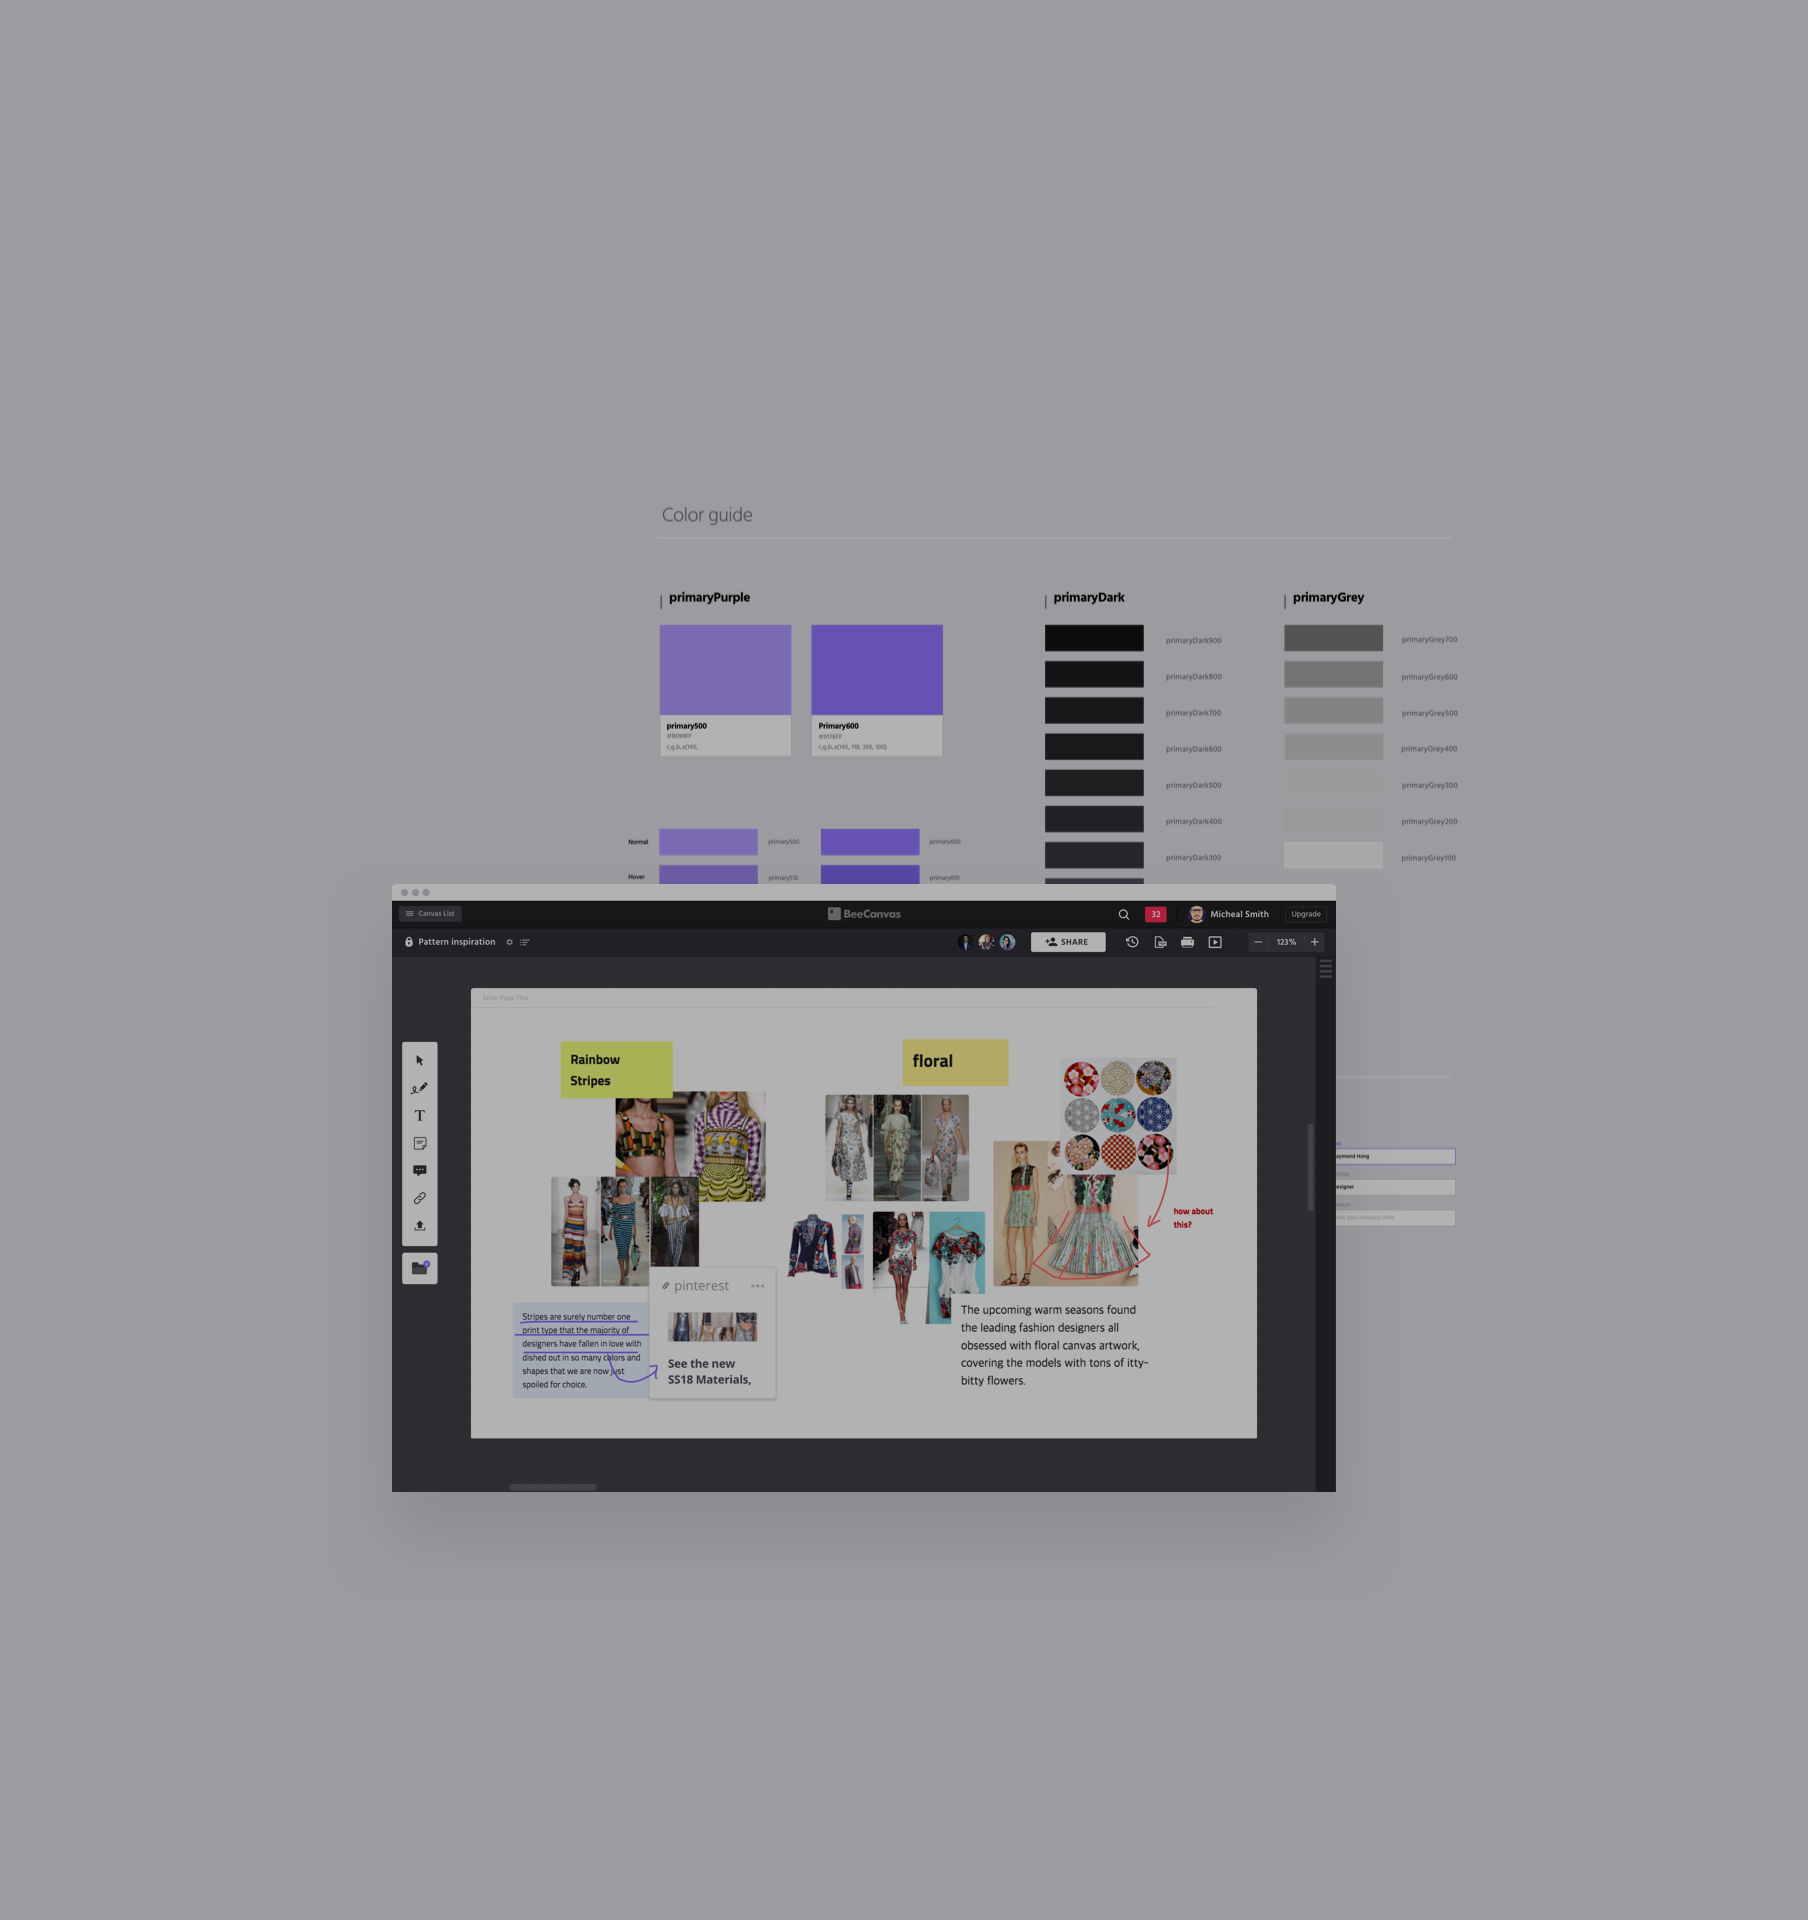 Color guide
primaryPurple
primaryDark
primaryGrey
primary500
r,g,b,a(145,
Primary600
#9176FF
r,g,b,a(145, 118, 255, 100)
primaryDark900
primaryDark800
primaryDark700
primaryDark600
primaryDark500
primaryDark400
primaryDark300
primaryGrey700
primaryGrey600
primaryGrey500
primaryGrey400
primaryGrey300
primaryGrey200
primaryGrey100
Normal
primary500
primary600
Hover
primary510
primary610
Canvas List
BeeCanvas
32
Micheal Smith
Upgrade
Pattern inspiration
SHARE
123%
Enter Page Title
Rainbow
Stripes
floral
how about
this?
T
pinterest
See the new
SS18 Materials,
Stripes are surely number one
print type that the majority of
designers have fallen in love with
dished out in so many colors and
shapes that we are now just
spoiled for choice.
The upcoming warm seasons found
the leading fashion designers all
obsessed with floral canvas artwork,
covering the models with tons of itty-
bitty flowers.
aymond Hong
esigner
your company name